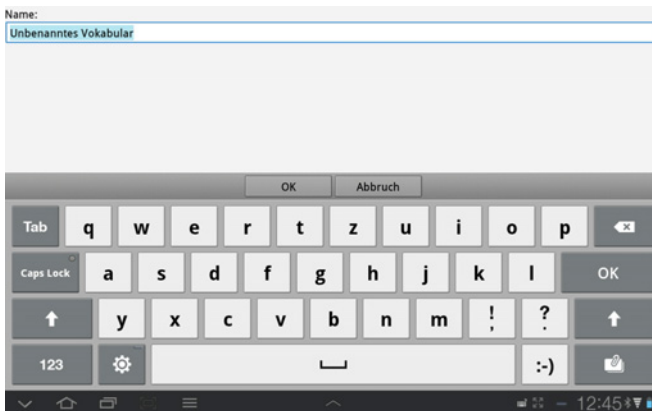 Name:
Unbenanntes Vokabular
OK Abbruch
Tab q w e r t z u i o p
Caps Lock a s d f g h j k l OK
y x c v b n m ! , ? .
123 :-)
12:45